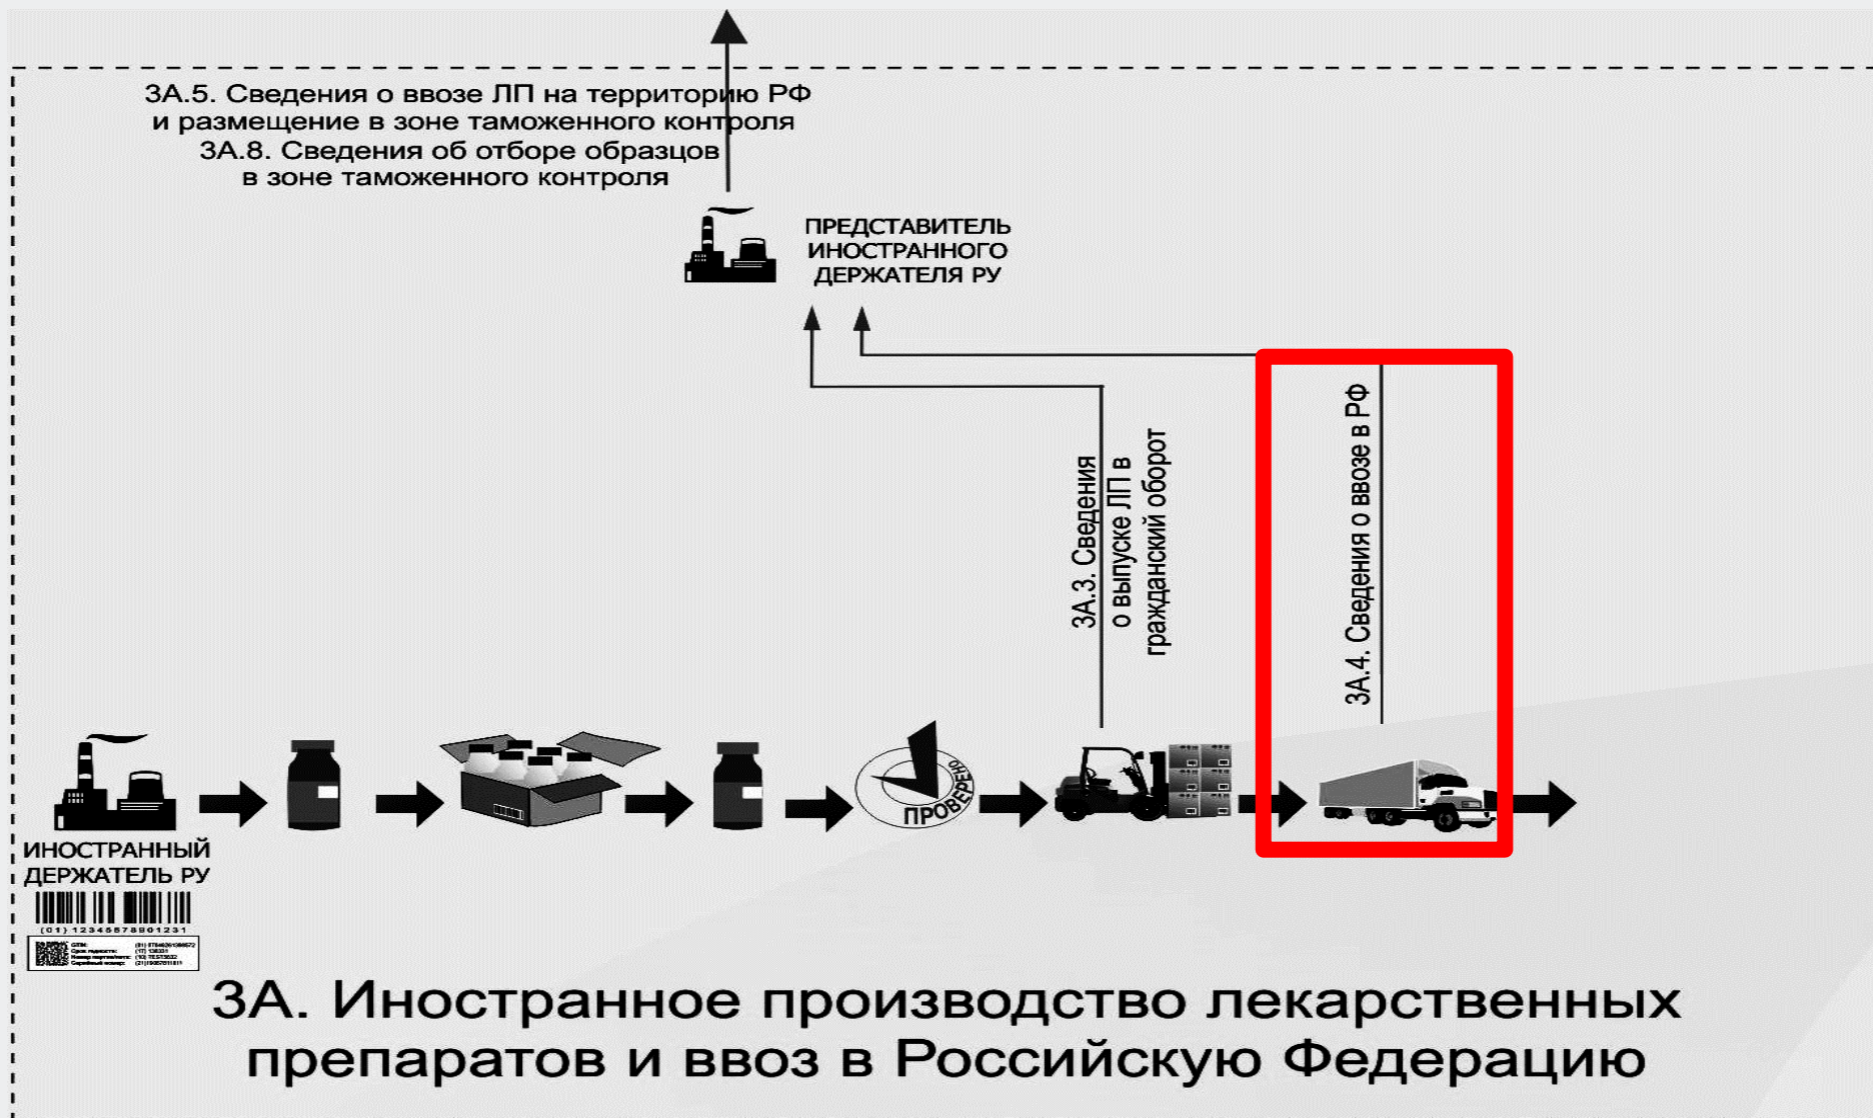 3А.5. Сведения о ввозе ЛП на территорию РФ
и размещение в зоне таможенного контроля
3А.8. Сведения об отборе образцов
в зоне таможенного контроля
ПРЕДСТАВИТЕЛЬ
ИНОСТРАННОГО
ДЕРЖАТЕЛЯ РУ
3А.3. Сведения
о выпуске ЛП в
гражданский оборот
3А.4. Сведения о ввозе в РФ
ПРОВЕРЕНО
ИНОСТРАННЫЙ
ДЕРЖАТЕЛЬ РУ
(01) 12345678901231
3А. Иностранное производство лекарственных
препаратов и ввоз в Российскую Федерацию